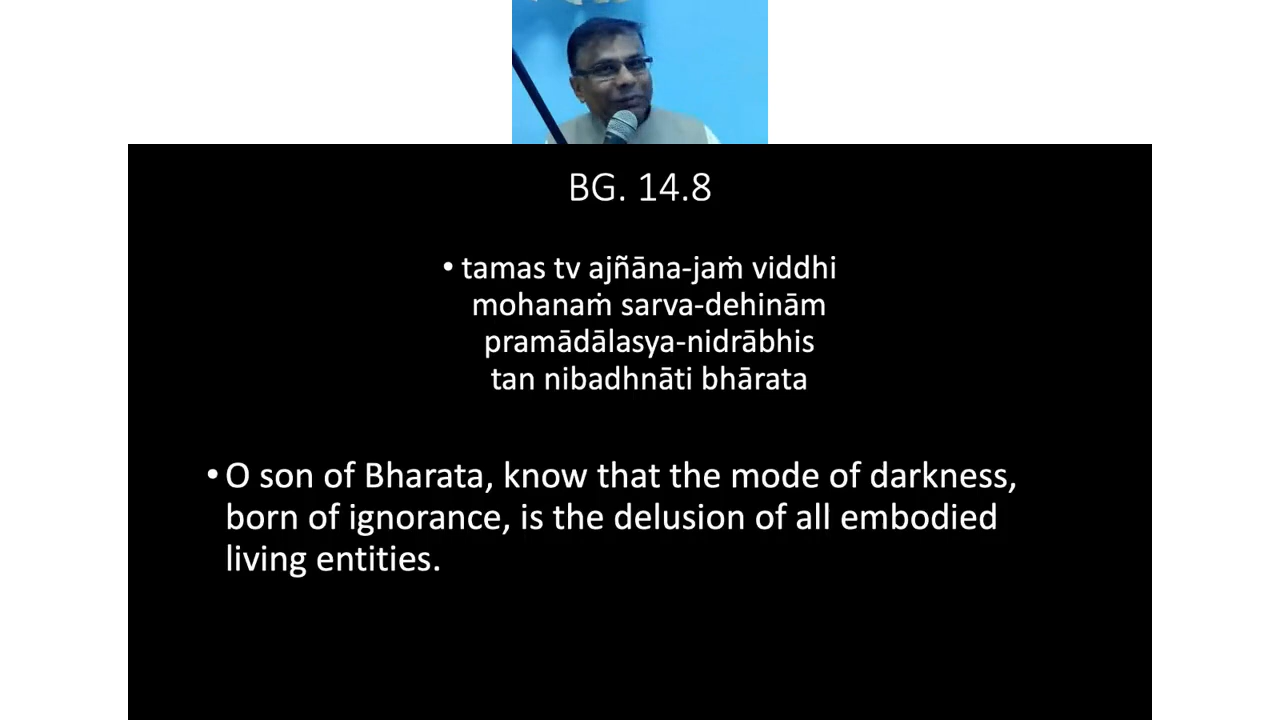 BG. 14.8
• tamas tv ajñāna-jaṁ viddhi
mohanaṁ sarva-dehinām
pramādālasya-nidrābhis
tan nibadhnāti bhārata
• O son of Bharata, know that the mode of darkness,
born of ignorance, is the delusion of all embodied
living entities.